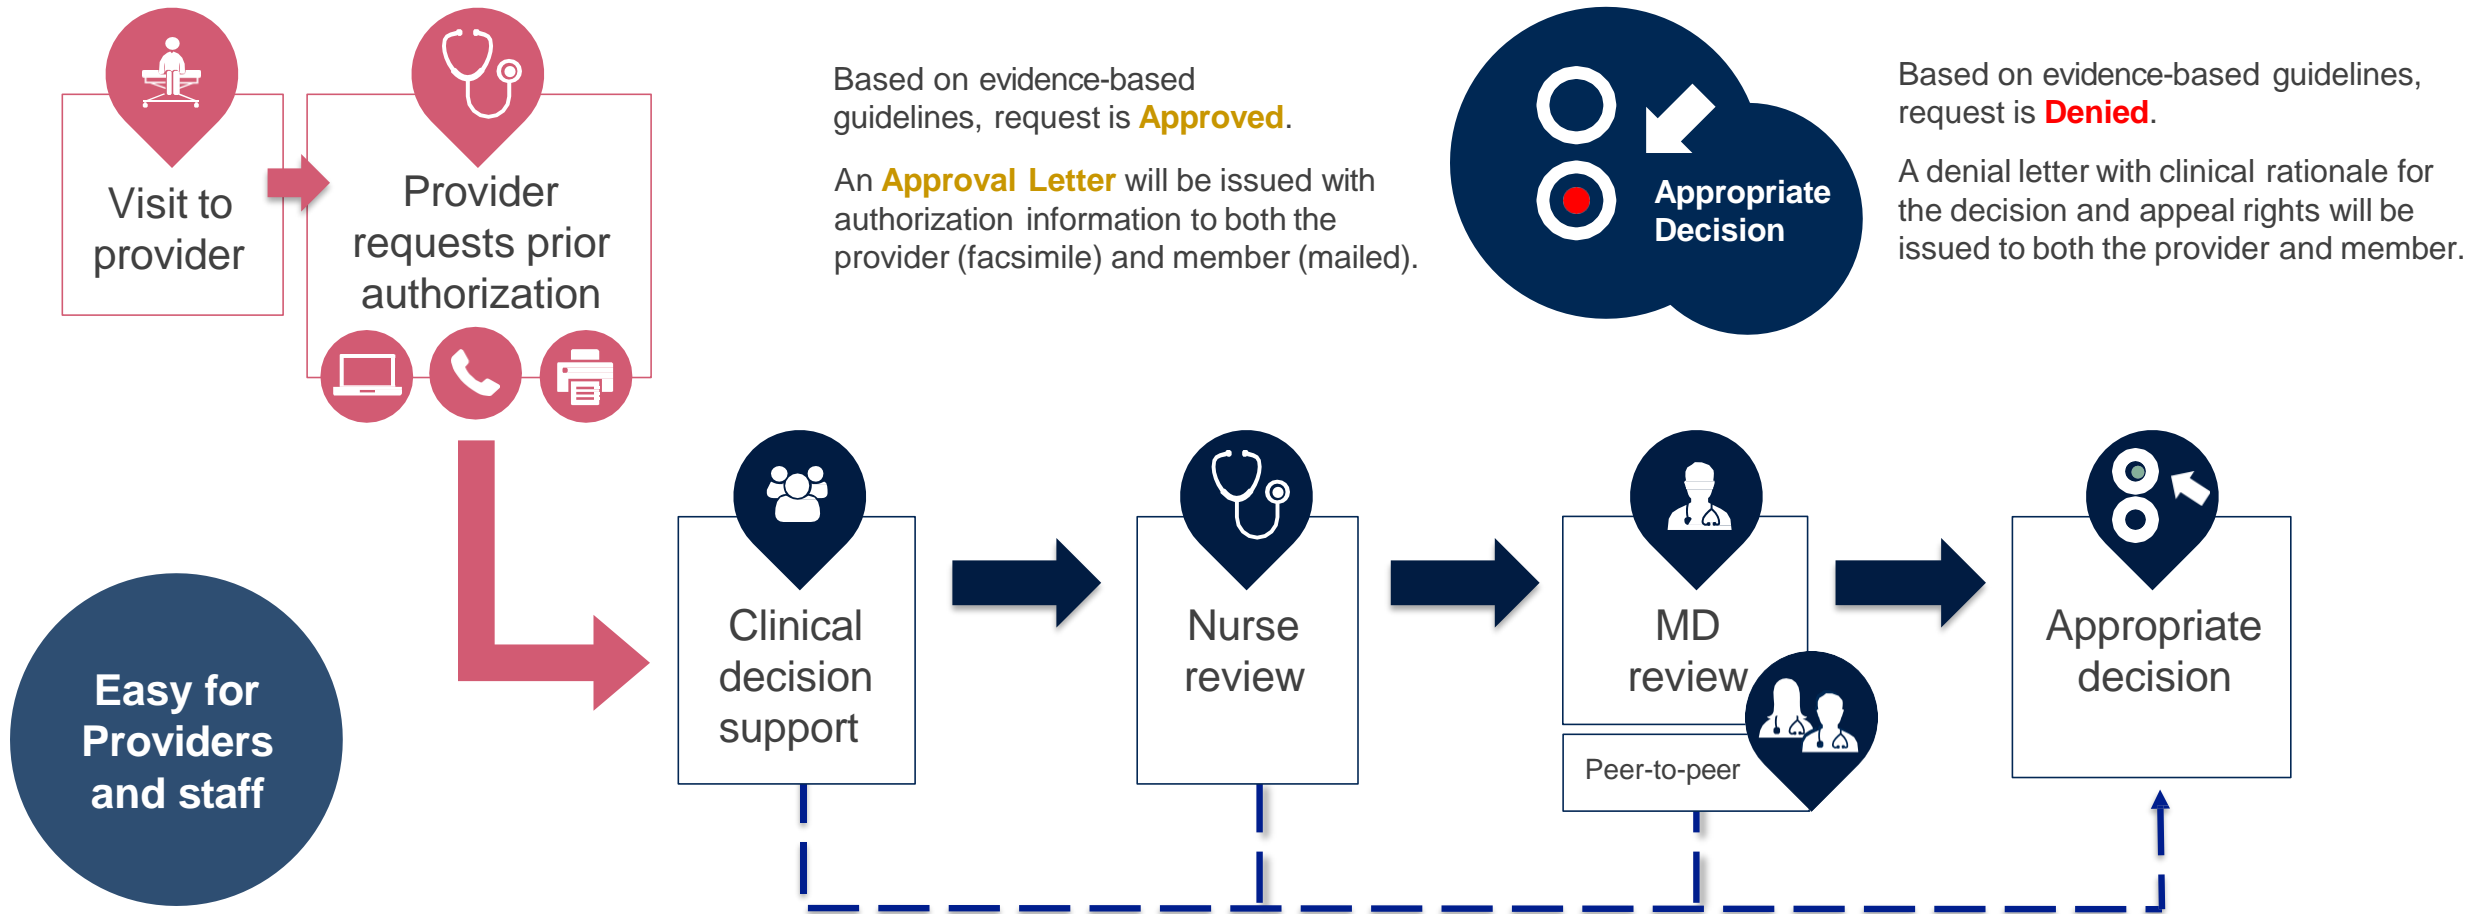 Visit to
provider
Provider
requests prior
authorization
Based on evidence-based
guidelines, request is Approved.
An Approval Letter will be issued with
authorization information to both the
provider (facsimile) and member (mailed).
Appropriate
Decision
Based on evidence-based guidelines,
request is Denied.
A denial letter with clinical rationale for
the decision and appeal rights will be
issued to both the provider and member.
Easy for
Providers
and staff
Clinical
decision
support
Nurse
review
MD
review
Peer-to-peer
Appropriate
decision